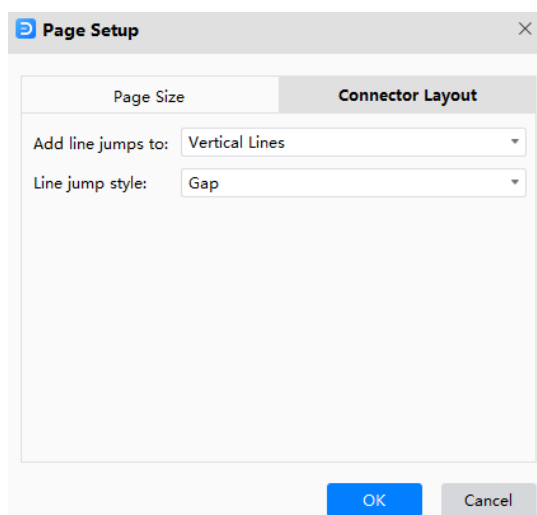 Page Setup
Page Size Connector Layout
Add line jumps to: Vertical Lines
Line jump style: Gap
OK Cancel